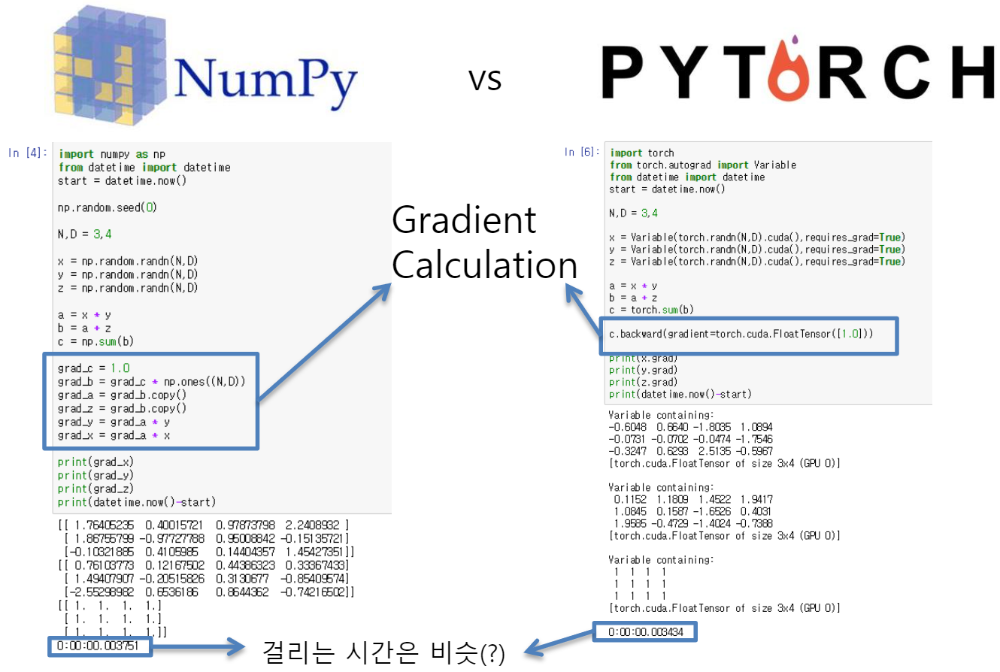 NumPy
vs
PYTORCH
In [4]:
import numpy as np
from datetime import datetime
start = datetime.now()
np.random.seed(0)
N,D = 3,4
x = np.random.randn(N,D)
y = np.random.randn(N,D)
z = np.random.randn(N,D)
a = x * y
b = a + z
c = np.sum(b)
grad_c = 1.0
grad_b = grad_c * np.ones((N,D))
grad_a = grad_b.copy()
grad_z = grad_b.copy()
grad_y = grad_a * y
grad_x = grad_a * x
print(grad_x)
print(grad_y)
print(grad_z)
print(datetime.now()-start)
[[ 1.76405235 0.40015721 0.97873798 2.2408932 ]
[ 1.86755799 -0.97727788 0.95008842 -0.15135721]
[-0.10321885 0.4105985 0.14404357 1.45427351]]
[[ 0.76103773 0.12167502 0.44386323 0.33367433]
[ 1.49407907 -0.20515826 0.3130677 -0.85409574]
[-2.55298982 0.6536186 0.8644362 -0.74216502]]
[[ 1. 1. 1. 1.]
[ 1. 1. 1. 1.]
[ 1. 1. 1. 1.]]
0:00:00.003751
Gradient
Calculation
In [6]:
import torch
from torch.autograd import Variable
from datetime import datetime
start = datetime.now()
N,D = 3,4
x = Variable(torch.randn(N,D).cuda(),requires_grad=True)
y = Variable(torch.randn(N,D).cuda(),requires_grad=True)
z = Variable(torch.randn(N,D).cuda(),requires_grad=True)
a = x * y
b = a + z
c = torch.sum(b)
c.backward(gradient=torch.cuda.FloatTensor([1.0]))
print(x.grad)
print(y.grad)
print(z.grad)
print(datetime.now()-start)
Variable containing:
-0.6048 0.6640 -1.8035 1.0894
-0.0731 -0.0702 -0.0474 -1.7546
-0.3247 0.6293 2.5135 -0.5967
[torch.cuda.FloatTensor of size 3x4 (GPU 0)]
Variable containing:
0.1152 1.1809 1.4522 1.9417
1.0845 0.1587 -1.6526 0.4031
1.9585 -0.4729 -1.4024 -0.7388
[torch.cuda.FloatTensor of size 3x4 (GPU 0)]
Variable containing:
1 1 1 1
1 1 1 1
1 1 1 1
[torch.cuda.FloatTensor of size 3x4 (GPU 0)]
0:00:00.003434
걸리는 시간은 비슷(?)